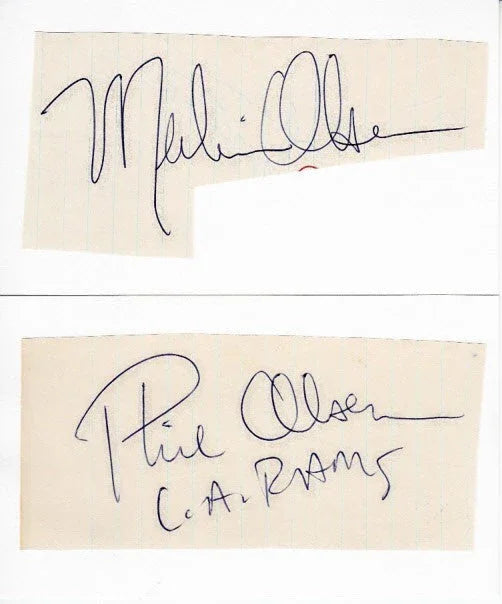 Merlin Olsen
Phil Olsen
L.A. RAMS